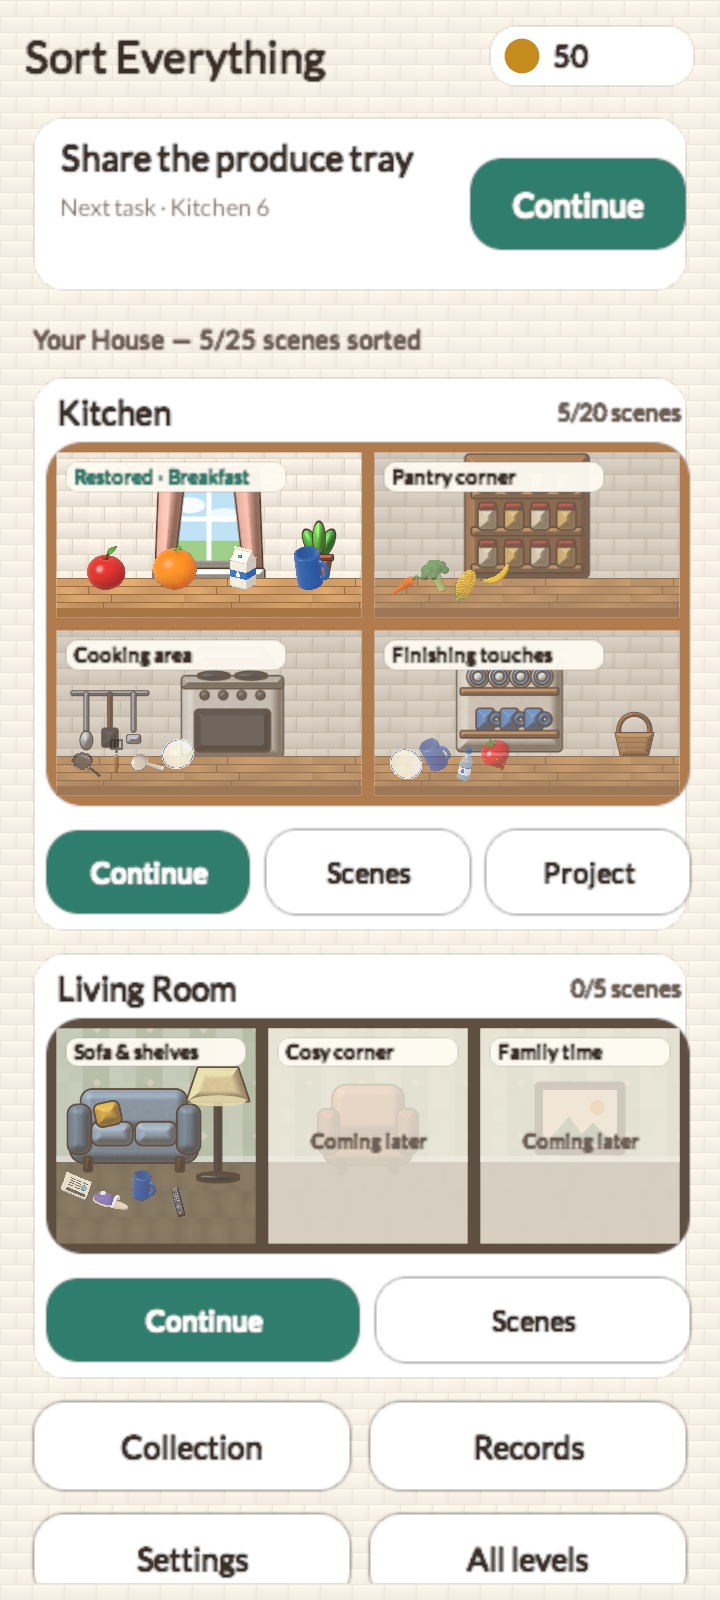 Sort Everything
50
Share the produce tray
Next task · Kitchen 6
Continue
Your House — 5/25 scenes sorted
Kitchen
5/20 scenes
Restored · Breakfast
Pantry corner
Cooking area
Finishing touches
Continue
Scenes
Project
Living Room
0/5 scenes
Sofa & shelves
Cosy corner
Family time
Coming later
Coming later
Continue
Scenes
Collection
Records
Settings
All levels